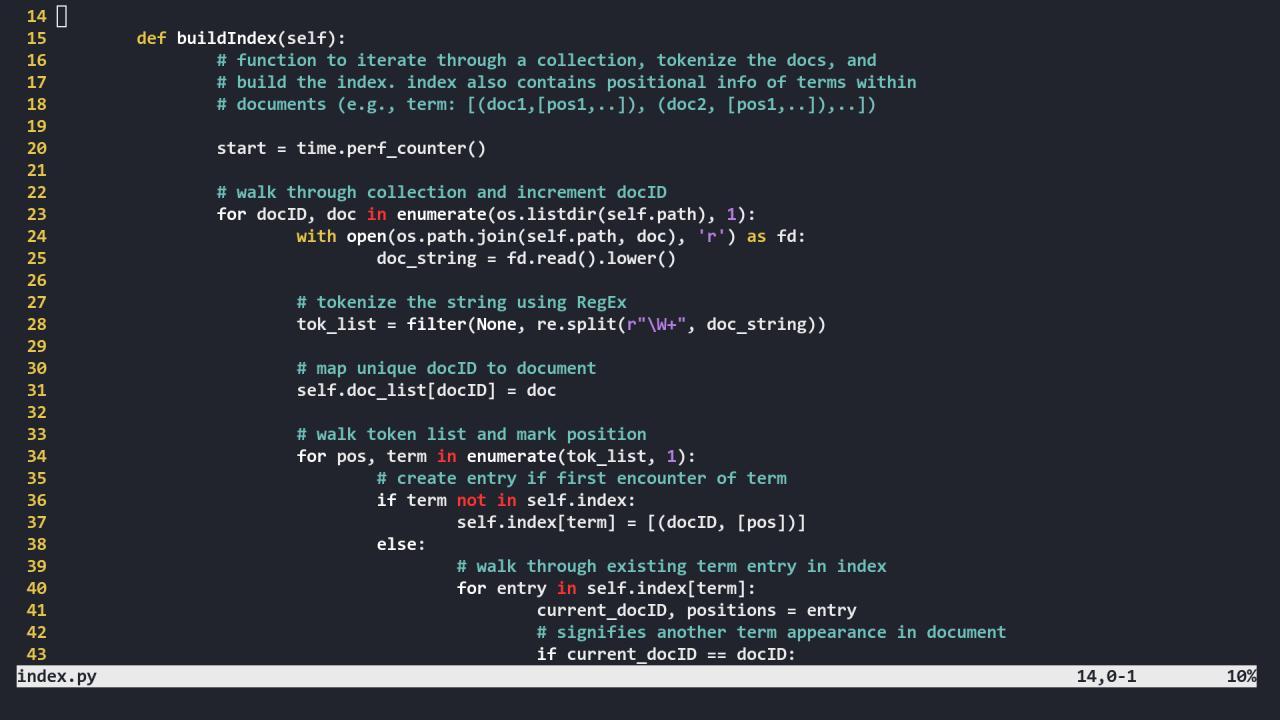 14
15 def buildIndex(self):
16 # function to iterate through a collection, tokenize the docs, and
17 # build the index. index also contains positional info of terms within
18 # documents (e.g., term: [(doc1,[pos1,..]), (doc2, [pos1,..]),..])
19
20 start = time.perf_counter()
21
22 # walk through collection and increment docID
23 for docID, doc in enumerate(os.listdir(self.path), 1):
24 with open(os.path.join(self.path, doc), 'r') as fd:
25 doc_string = fd.read().lower()
26
27 # tokenize the string using RegEx
28 tok_list = filter(None, re.split(r"\W+", doc_string))
29
30 # map unique docID to document
31 self.doc_list[docID] = doc
32
33 # walk token list and mark position
34 for pos, term in enumerate(tok_list, 1):
35 # create entry if first encounter of term
36 if term not in self.index:
37 self.index[term] = [(docID, [pos])]
38 else:
39 # walk through existing term entry in index
40 for entry in self.index[term]:
41 current_docID, positions = entry
42 # signifies another term appearance in document
43 if current_docID == docID:
index.py 14,0-1 10%